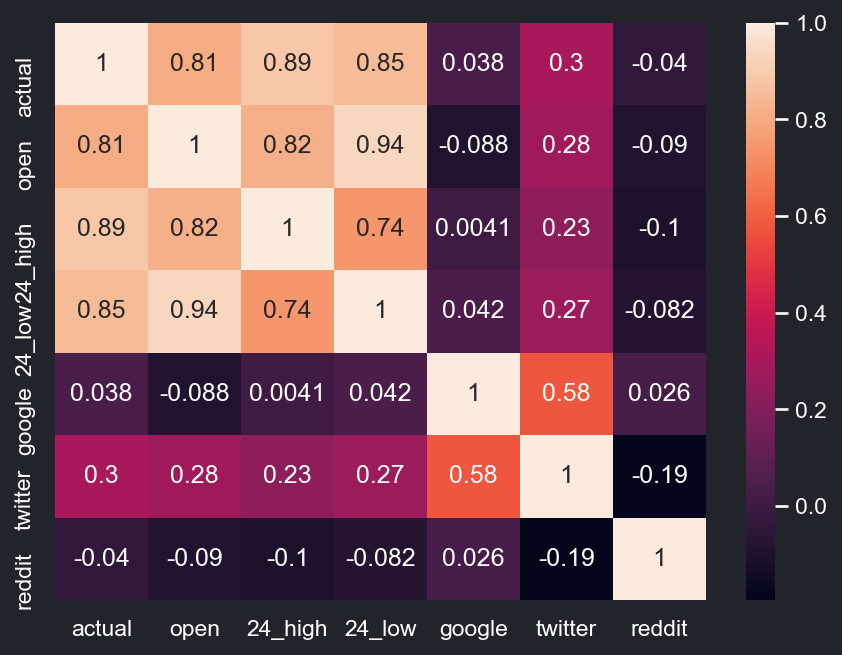 actual 1 0.81 0.89 0.85 0.038 0.3 -0.04
open 0.81 1 0.82 0.94 -0.088 0.28 -0.09
24_high 0.89 0.82 1 0.74 0.0041 0.23 -0.1
24_low 0.85 0.94 0.74 1 0.042 0.27 -0.082
google 0.038 -0.088 0.0041 0.042 1 0.58 0.026
twitter 0.3 0.28 0.23 0.27 0.58 1 -0.19
reddit -0.04 -0.09 -0.1 -0.082 0.026 -0.19 1
actual open 24_high 24_low google twitter reddit
1.0
0.8
0.6
0.4
0.2
0.0